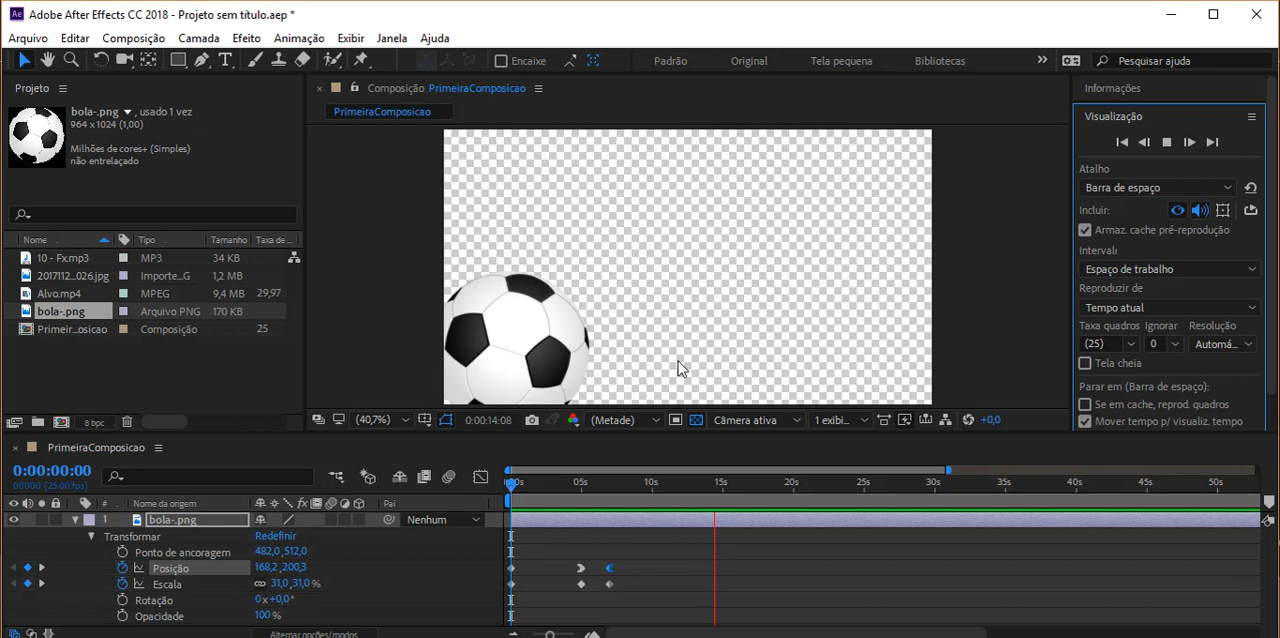 Ae Adobe After Effects CC 2018 - Projeto sem título.aep *
Arquivo Editar Composição Camada Efeito Animação Exibir Janela Ajuda
T Encaixe Padrão Original Tela pequena Bibliotecas Pesquisar ajuda
Projeto
bola-.png , usado 1 vez
964 x 1024 (1,00)
Milhões de cores+ (Simples)
não entrelaçado
Nome Tipo Tamanho Taxa de ...
10 - Fx.mp3 MP3 34 KB
2017112..._026.jpg Importe...G 1,2 MB
Alvo.mp4 MPEG 9,4 MB 29,97
bola-.png Arquivo PNG 170 KB
Primeir...osicao Composição 25
8 bpc
Composição PrimeiraComposicao
PrimeiraComposicao
(40,7%) 0:00:14:08 (Metade) Câmera ativa 1 exibi... +0,0
Informações
Visualização
Atalho
Barra de espaço
Incluir:
Armaz. cache pré-reprodução
Intervalo
Espaço de trabalho
Reproduzir de
Tempo atual
Taxa quadros Ignorar Resolução
(25) 0 Automá...
Tela cheia
Parar em (Barra de espaço):
Se em cache, reprod. quadros
Mover tempo p/ visualiz. tempo
PrimeiraComposicao
0:00:00:00
00000 (25.00 fps)
05s 10s 15s 20s 25s 30s 35s 40s 45s 50s
# Nome da origem fx Pai
1 bola-.png Nenhum
Transformar Redefinir
Ponto de ancoragem 482,0,512,0
Posição 168,2,200,3
Escala 31,0,31,0%
Rotação 0x+0,0°
Opacidade 100%
Alternar opções/modos